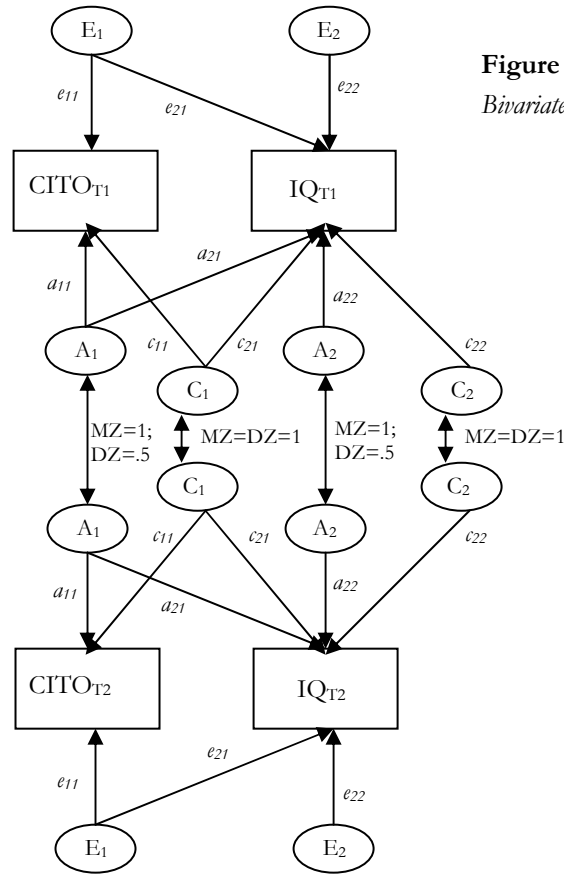 E1 E2
Figure
Bivariate
e11 e21 e22
CITOT1 IQT1
a11 a21 a22
c11 c21 c22
A1 A2
C1 C2
MZ=1; MZ=DZ=1 MZ=1; MZ=DZ=1
DZ=.5 DZ=.5
C1 C2
A1 A2
c11 c21 c22
a11 a21 a22
CITOT2 IQT2
e11 e21 e22
E1 E2